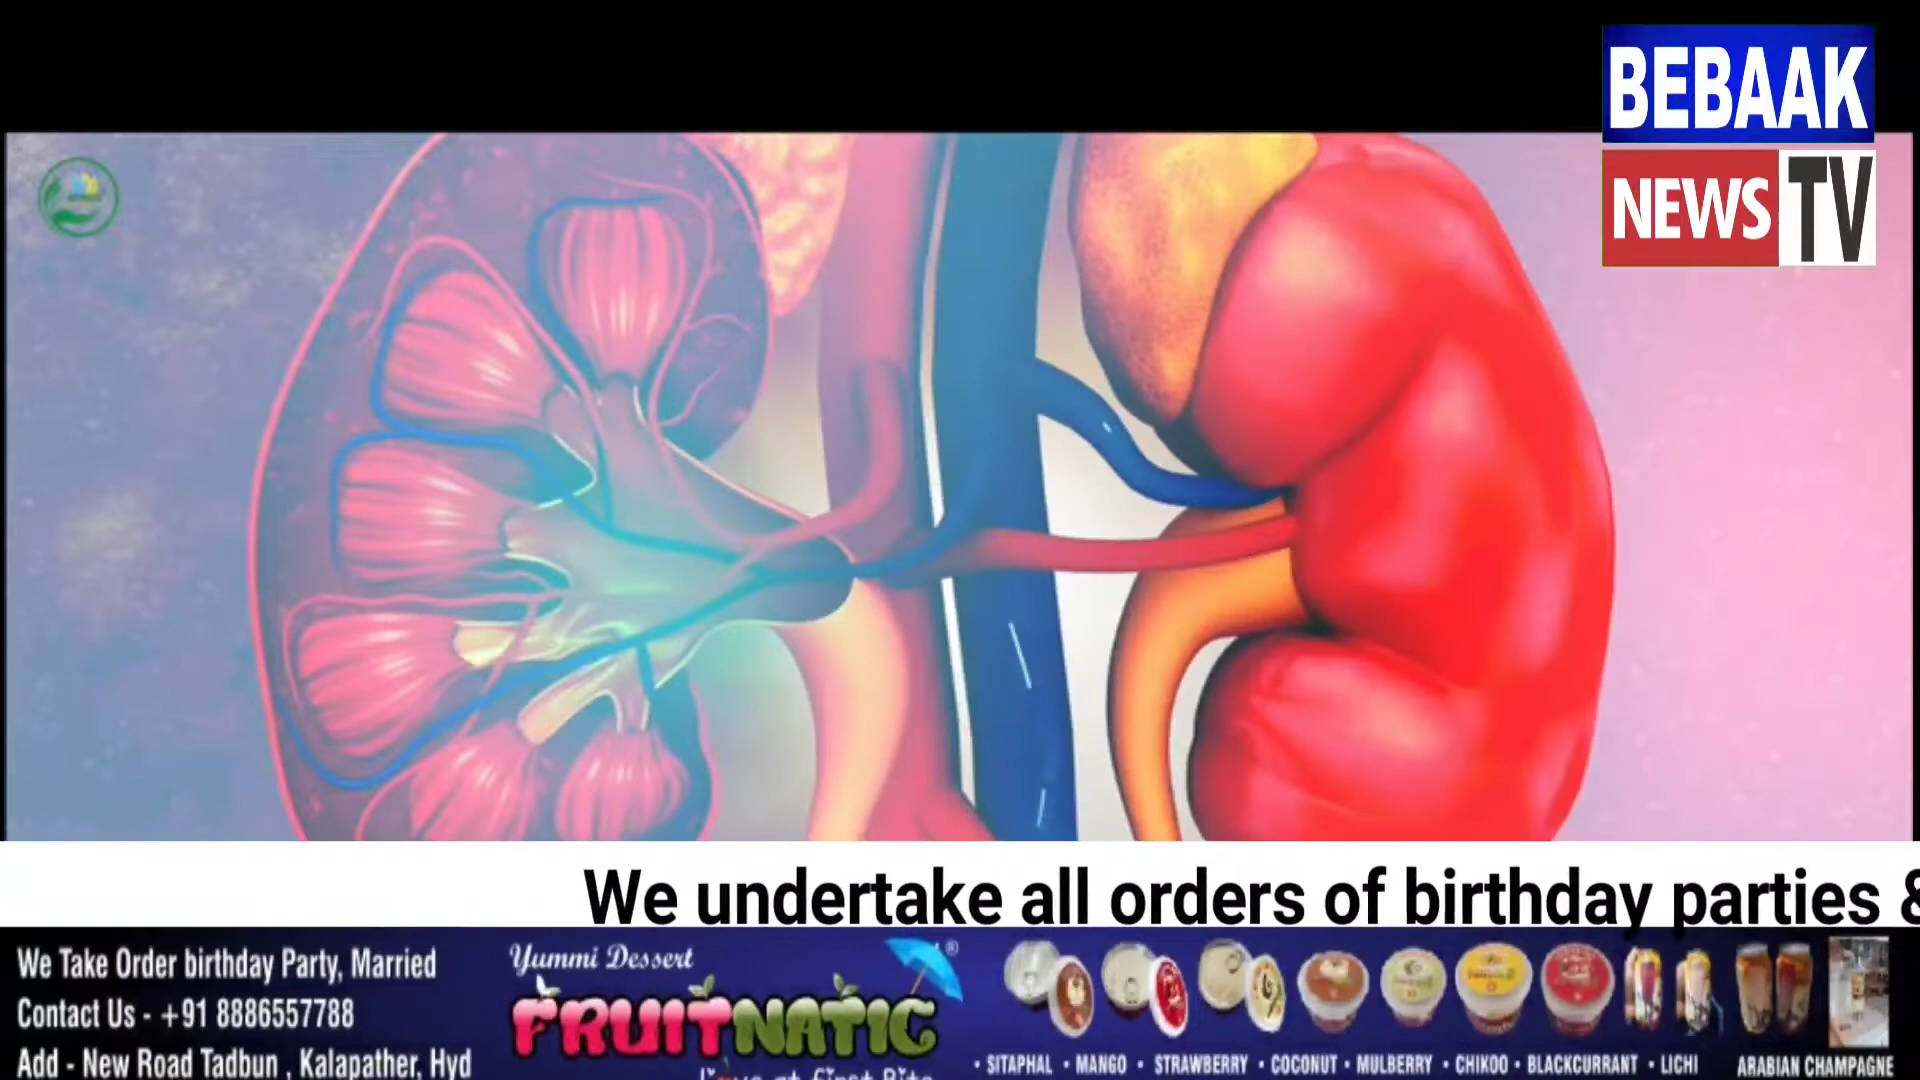 BEBAAK
NEWS TV
We undertake all orders of birthday parties &
We Take Order birthday Party, Married
Contact Us - +91 8886557788
Add - New Road Tadbun , Kalapather, Hyd
Yummi Dessert
FRUITNATIC ®
• SITAPHAL • MANGO • STRAWBERRY • COCONUT • MULBERRY • CHIKOO • BLACKCURRANT • LICHI
ARABIAN CHAMPAGNE